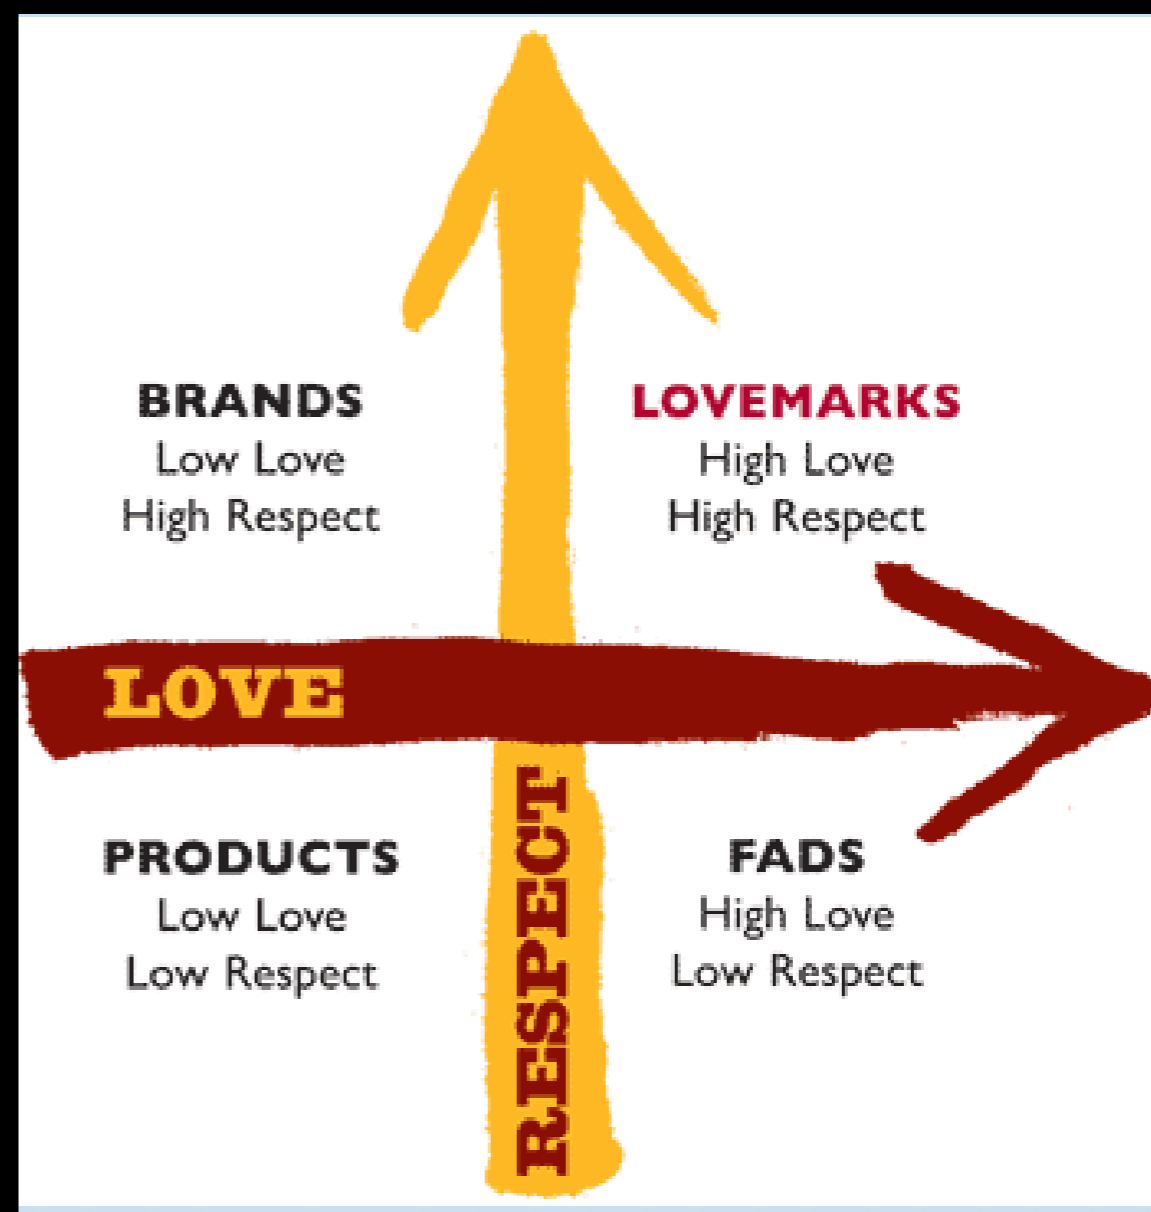 BRANDS
Low Love
High Respect
LOVEMARKS
High Love
High Respect
LOVE
RESPECT
PRODUCTS
Low Love
Low Respect
FADS
High Love
Low Respect